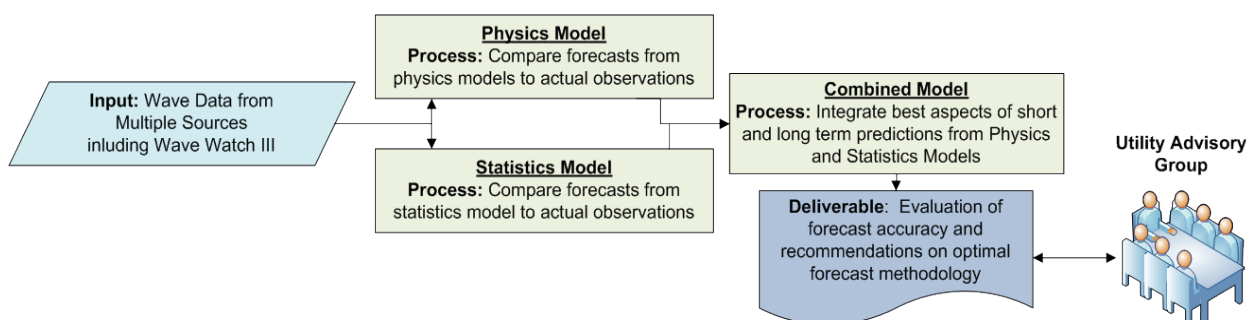 Input: Wave Data from
Multiple Sources
inluding Wave Watch III
Physics Model
Process: Compare forecasts from
physics models to actual observations
Statistics Model
Process: Compare forecasts from
statistics model to actual observations
Combined Model
Process: Integrate best aspects of short
and long term predictions from Physics
and Statistics Models
Deliverable:  Evaluation of
forecast accuracy and
recommendations on optimal
forecast methodology
Utility Advisory
Group